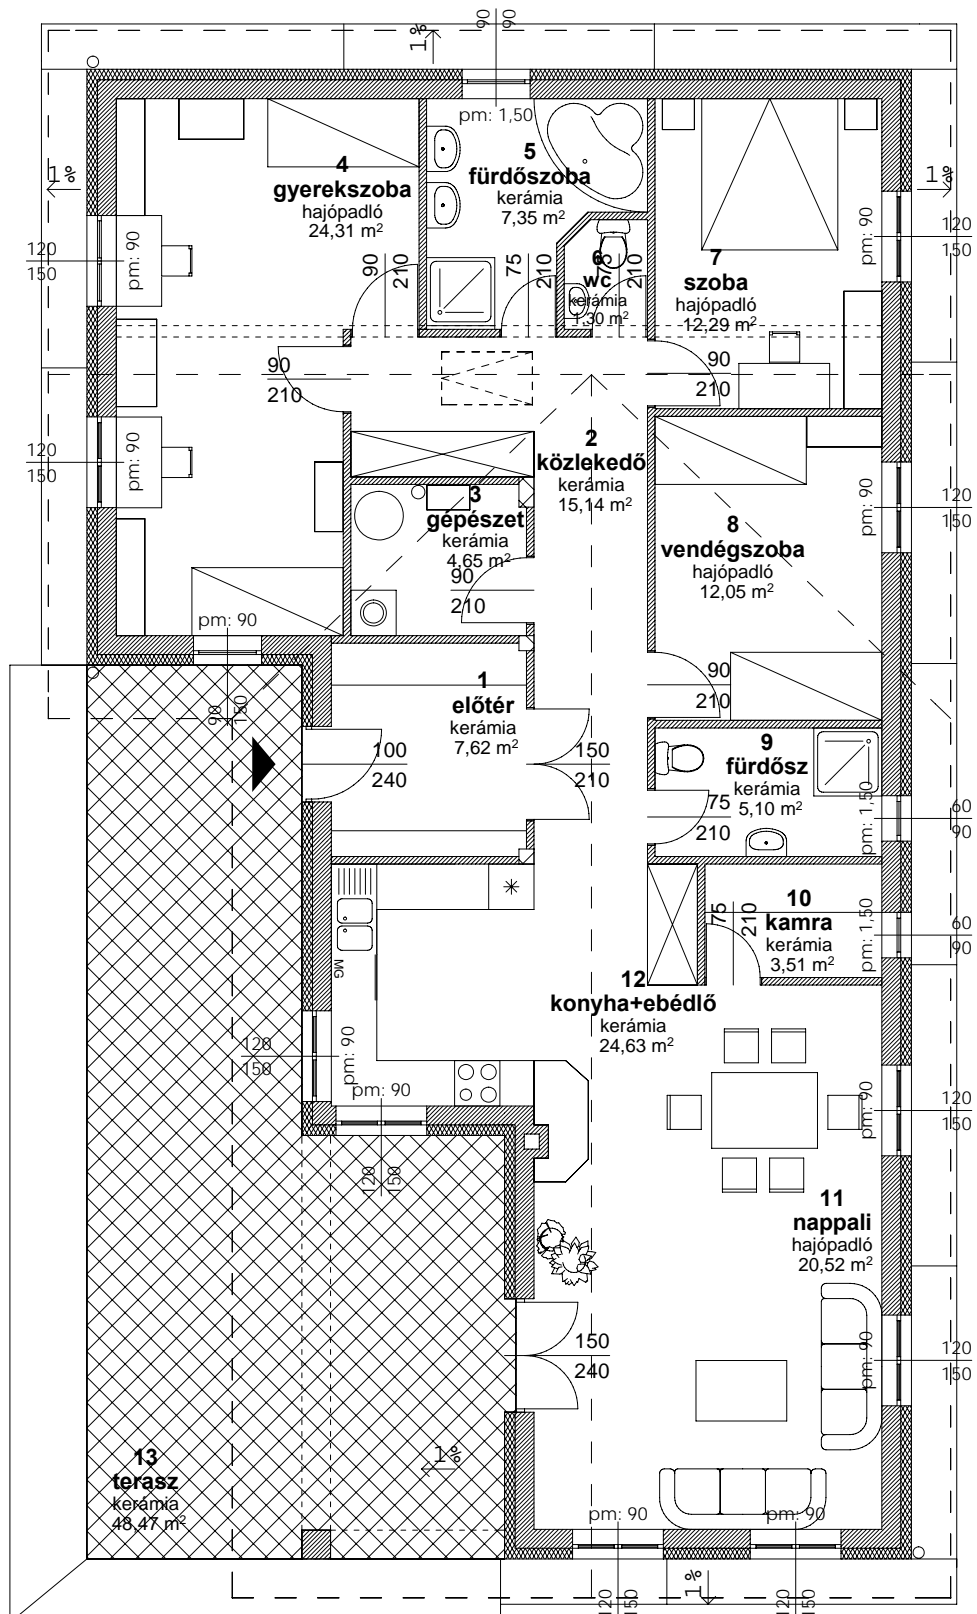 90
90
1%
pm: 1,50
4
gyerekszoba
hajópadló
24,31 m²
5
fürdőszoba
kerámia
7,35 m²
1%
1%
120
150
pm: 90
90
210
75
210
6
wc
kerámia
1,30 m²
75
210
7
szoba
hajópadló
12,29 m²
pm: 90
120
150
90
210
90
210
120
150
pm: 90
2
közlekedő
kerámia
15,14 m²
3
gépészet
kerámia
4,65 m²
90
210
8
vendégszoba
hajópadló
12,05 m²
pm: 90
120
150
pm: 90
90
150
1
előtér
kerámia
7,62 m²
90
210
100
240
150
210
9
fürdősz
kerámia
5,10 m²
75
210
pm: 1,50
60
90
10
kamra
kerámia
3,51 m²
75
210
pm: 1,50
60
90
MG
12
konyha+ebédlő
kerámia
24,63 m²
120
150
pm: 90
pm: 90
120
150
pm: 90
120
150
11
nappali
hajópadló
20,52 m²
150
240
pm: 90
120
150
13
terasz
kerámia
48,47 m²
1%
pm: 90
pm: 90
120
150
1%
120
150